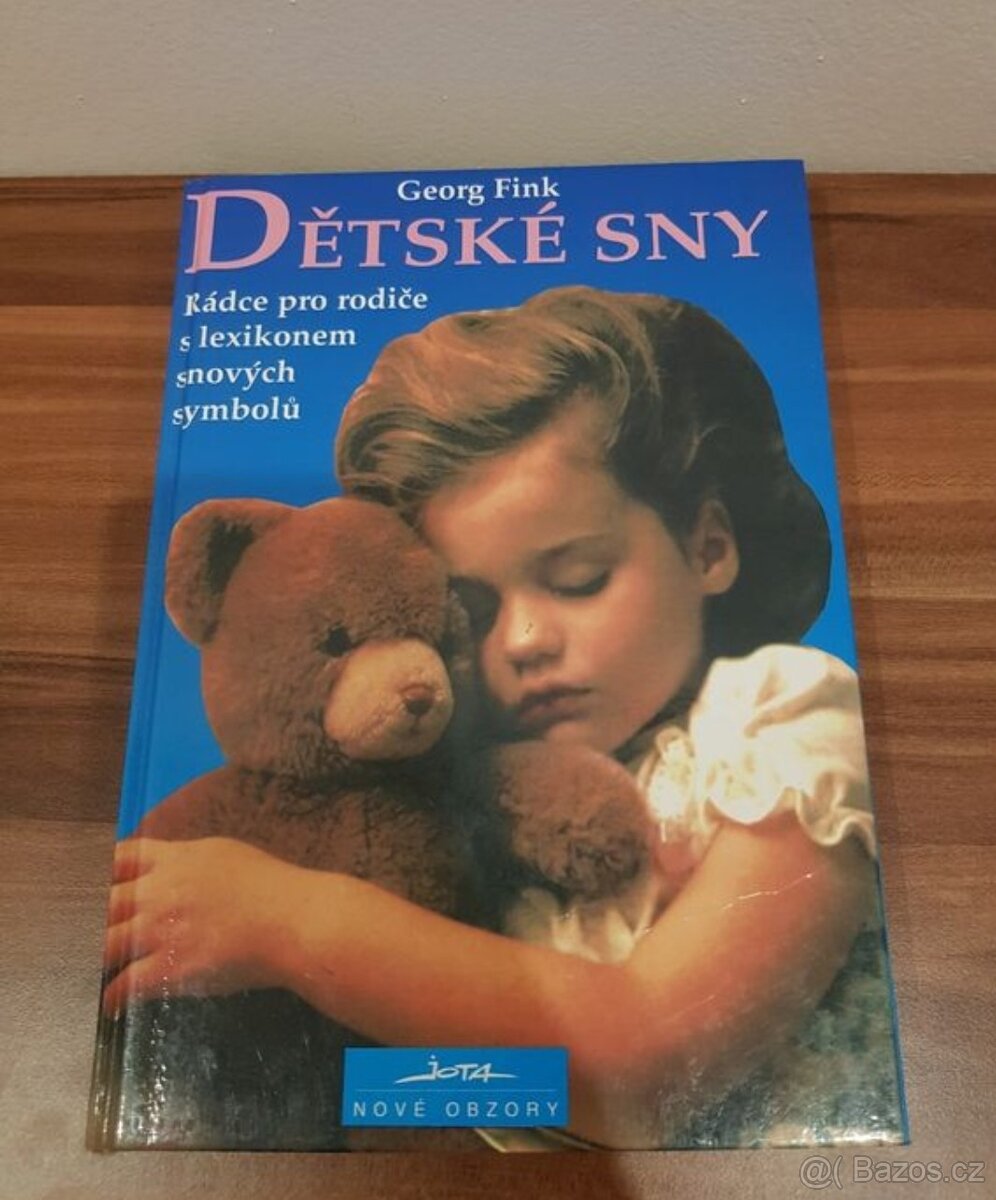 Georg Fink
DĚTSKÉ SNY
Rádce pro rodiče
s lexikonem
snových
symbolů
JOTA
NOVÉ OBZORY
@( Bazos.cz